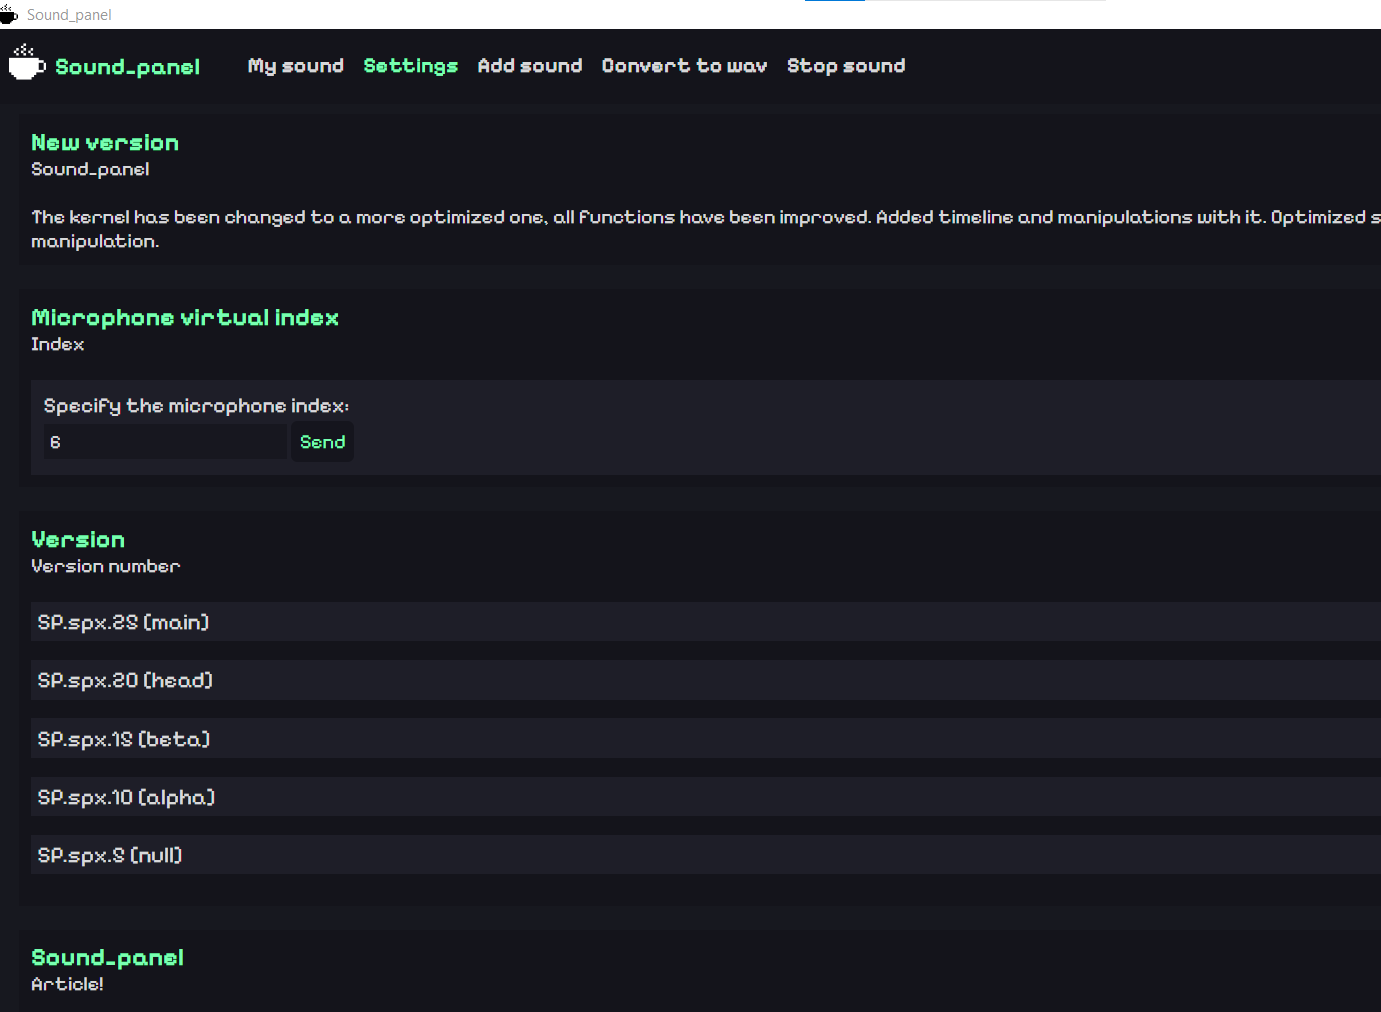 Sound_panel
Sound_panel My sound Settings Add sound Convert to wav Stop sound
New version
Sound_panel
The kernel has been changed to a more optimized one, all functions have been improved. Added timeline and manipulations with it. Optimized
manipulation.
Microphone virtual index
Index
Specify the microphone index:
6 Send
Version
Version number
SP.spx.25 (main)
SP.spx.20 (head)
SP.spx.15 (beta)
SP.spx.10 (alpha)
SP.spx.5 (null)
Sound_panel
Article!